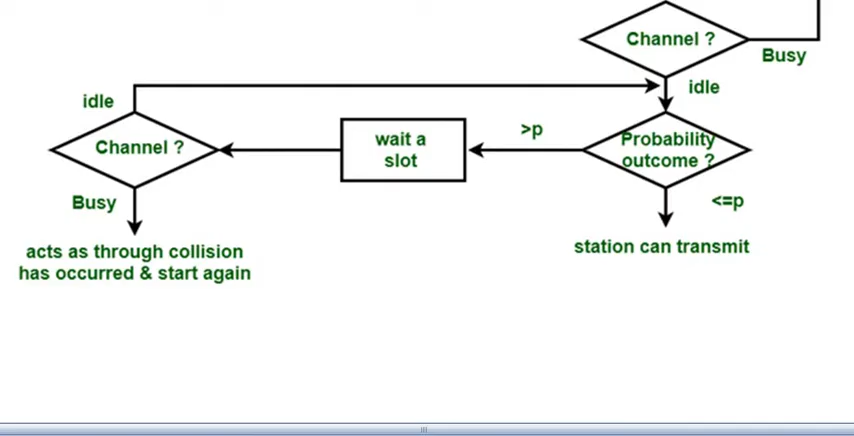 Channel ?
Busy
idle
idle
Channel ?
wait a
slot
>p
Probability
outcome ?
Busy
<=p
acts as through collision
has occurred & start again
station can transmit